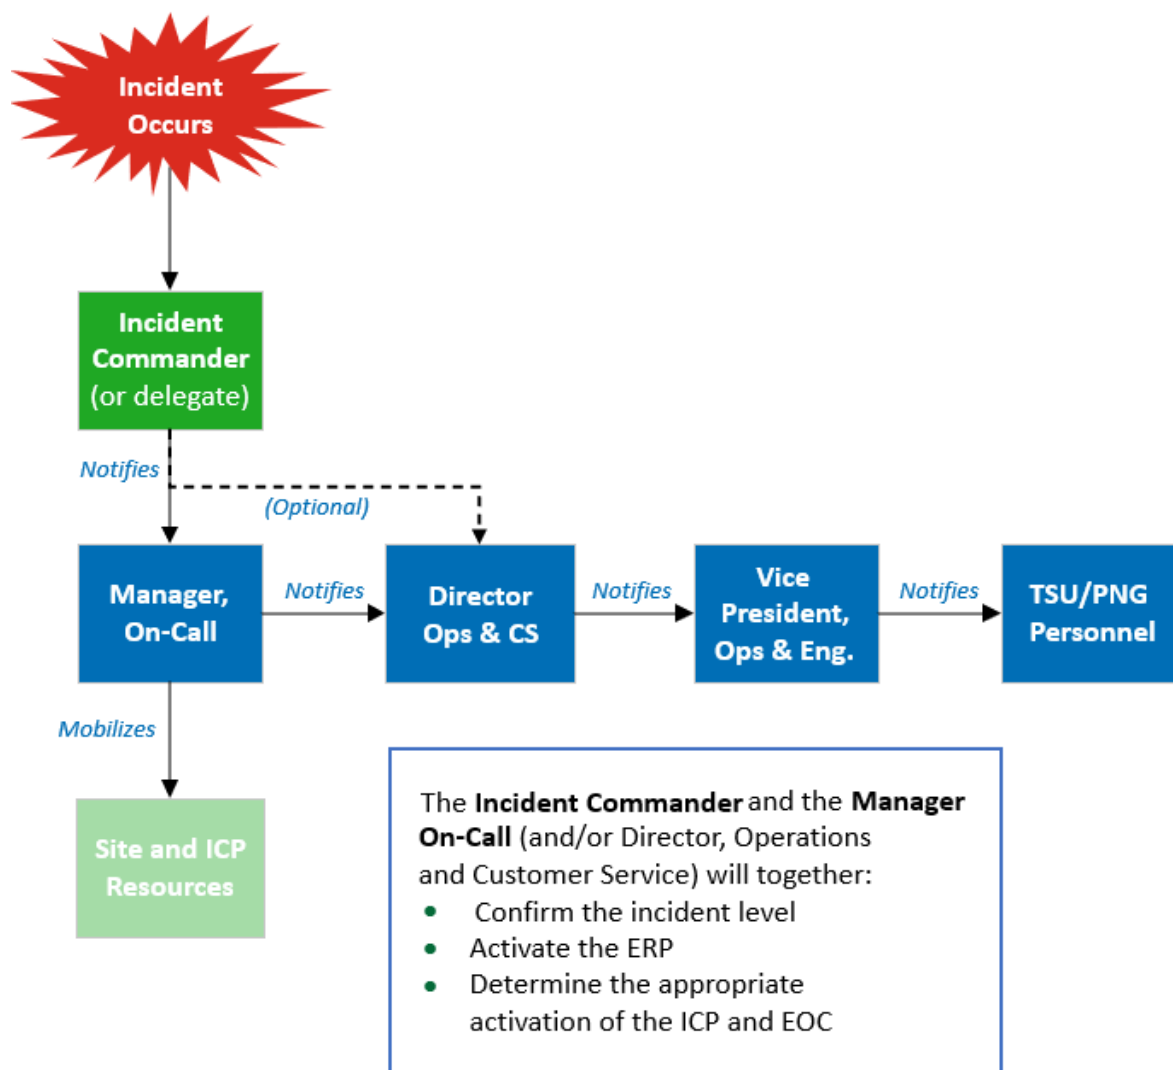 Incident
Occurs
Incident
Commander
(or delegate)
Notifies
(Optional)
Manager,
On-Call
Notifies
Director
Ops & CS
Notifies
Vice
President,
Ops & Eng.
Notifies
TSU/PNG
Personnel
Mobilizes
Site and ICP
Resources
The Incident Commander and the Manager
On-Call (and/or Director, Operations
and Customer Service) will together:
• Confirm the incident level
• Activate the ERP
• Determine the appropriate
activation of the ICP and EOC